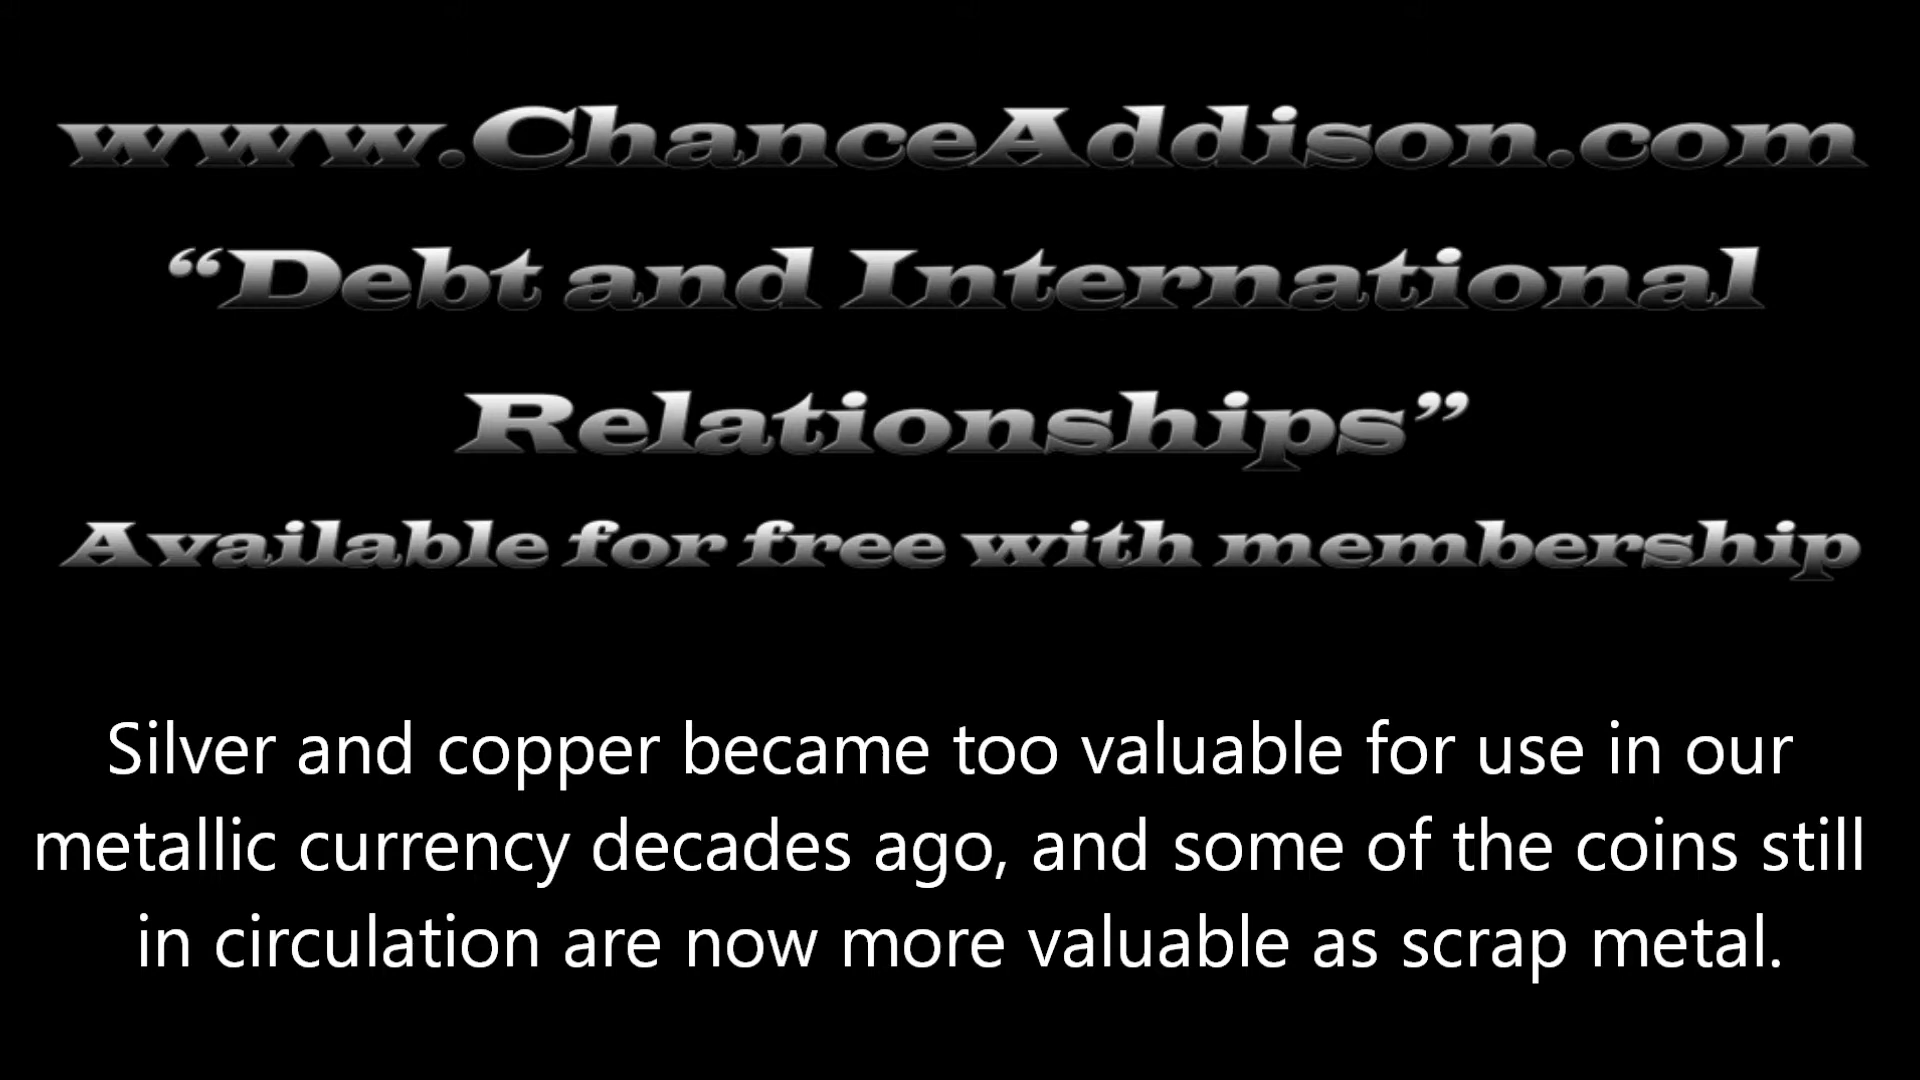 www.ChanceAddison.com
“Debt and International
Relationships”
Available for free with membership
Silver and copper became too valuable for use in our
metallic currency decades ago, and some of the coins still
in circulation are now more valuable as scrap metal.